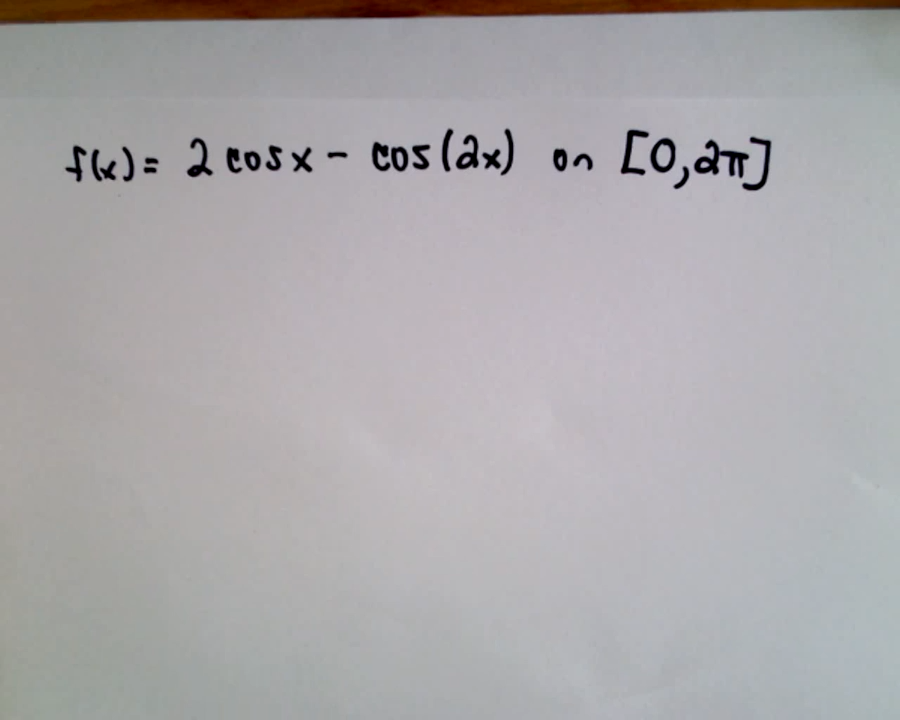 f(x) = 2 cos x - cos(2x) on [0, 2π]